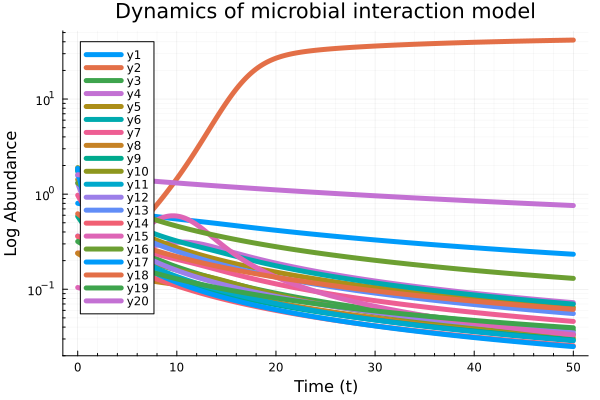 Dynamics of microbial interaction model
Log Abundance
10¹
10⁰
10⁻¹
y1
y2
y3
y4
y5
y6
y7
y8
y9
y10
y11
y12
y13
y14
y15
y16
y17
y18
y19
y20
0 10 20 30 40 50
Time (t)